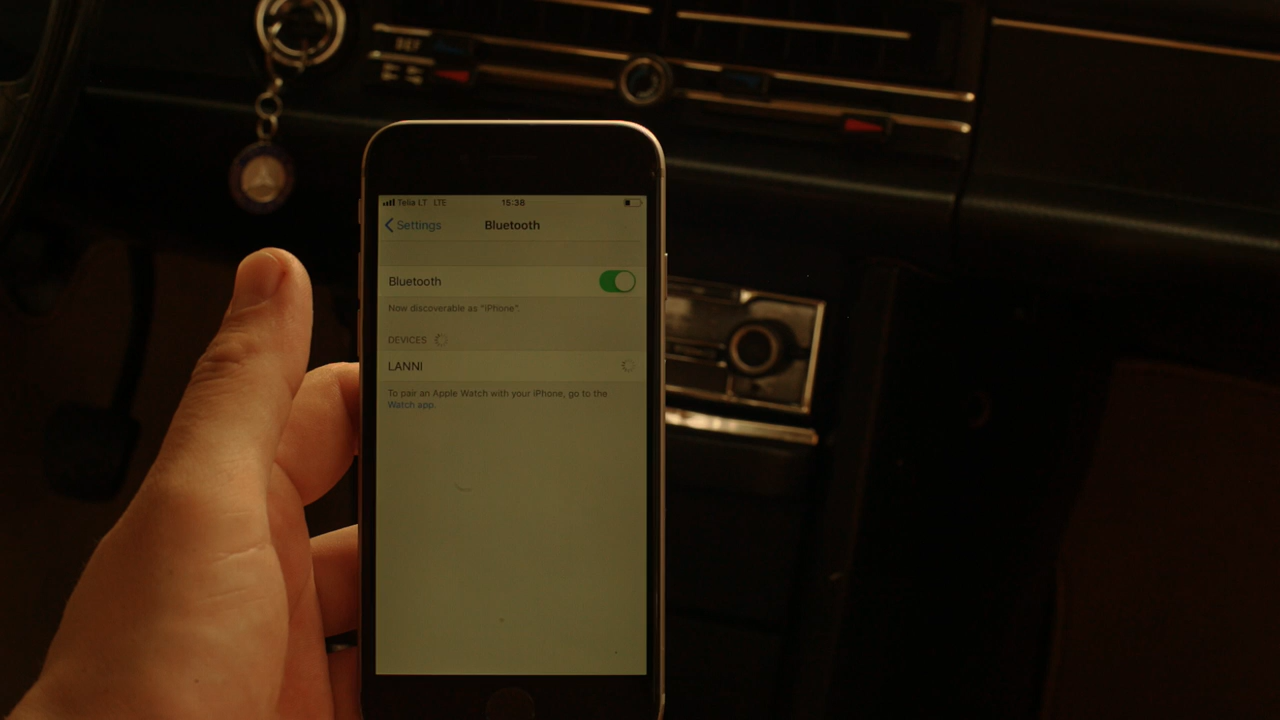 Telia LT LTE 15:38
Settings Bluetooth
Bluetooth
Now discoverable as "iPhone".
DEVICES
LANNI
To pair an Apple Watch with your iPhone, go to the
Watch app.